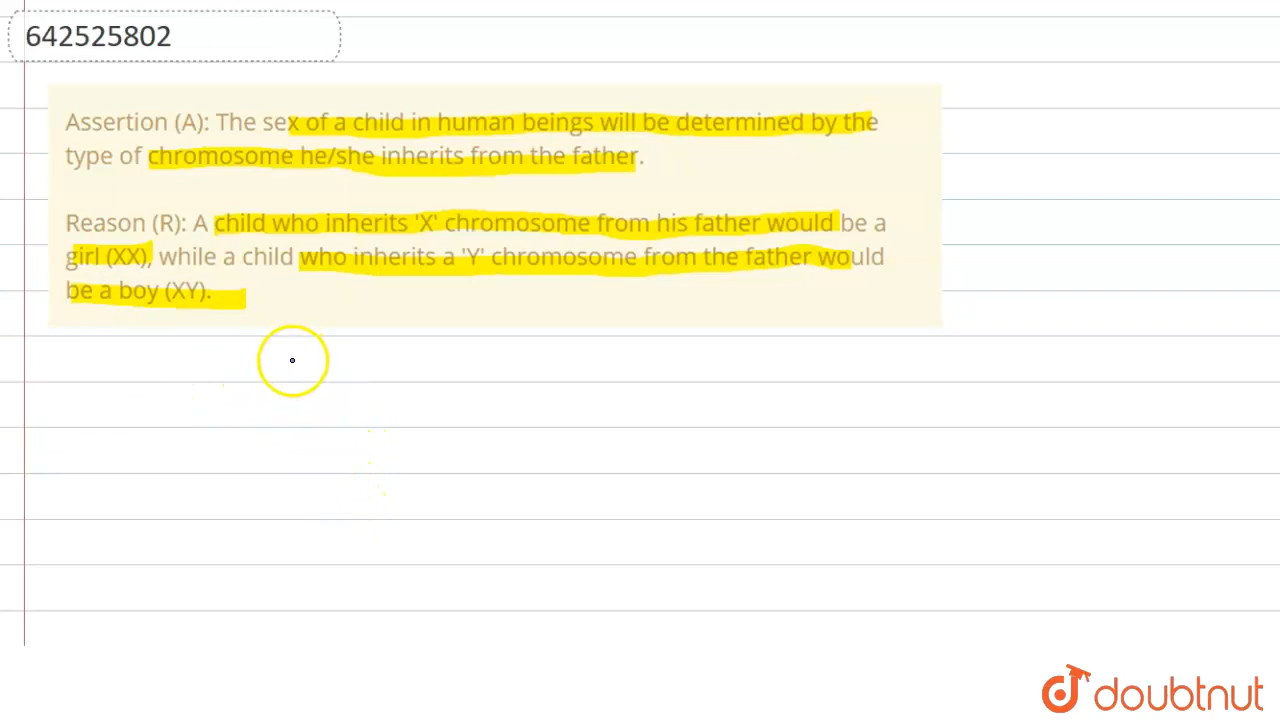 642525802
Assertion (A): The sex of a child in human beings will be determined by the
type of chromosome he/she inherits from the father.
Reason (R): A child who inherits 'X' chromosome from his father would be a
girl (XX), while a child who inherits a 'Y' chromosome from the father would
be a boy (XY).
doubtnut